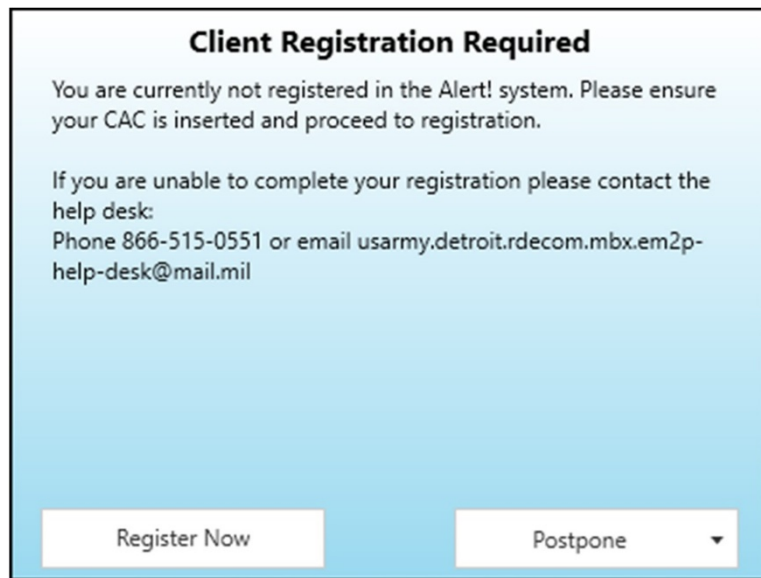 Client Registration Required
You are currently not registered in the Alert! system. Please ensure
your CAC is inserted and proceed to registration.
If you are unable to complete your registration please contact the
help desk:
Phone 866-515-0551 or email usarmy.detroit.rdecom.mbx.em2p-
help-desk@mail.mil
Register Now
Postpone